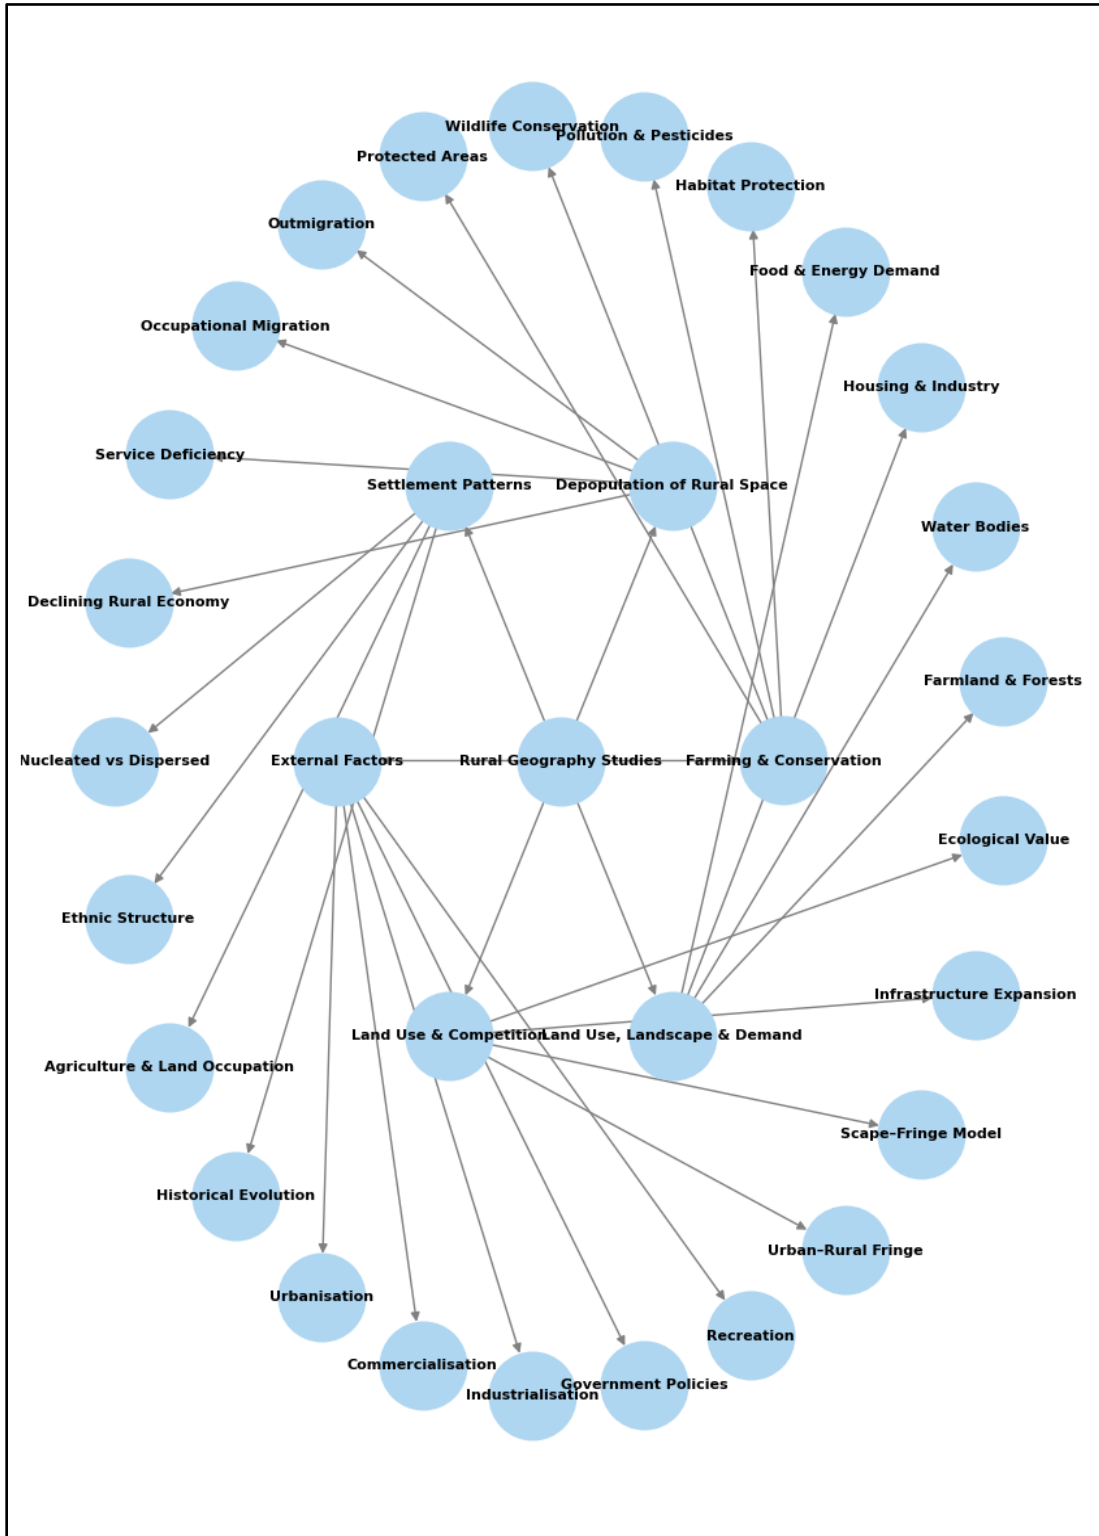 Wildlife Conservation
Pollution & Pesticides
Protected Areas
Habitat Protection
Outmigration
Food & Energy Demand
Occupational Migration
Housing & Industry
Service Deficiency
Settlement Patterns
Depopulation of Rural Space
Water Bodies
Declining Rural Economy
Farmland & Forests
Nucleated vs Dispersed
External Factors
Rural Geography Studies
Farming & Conservation
Ecological Value
Ethnic Structure
Infrastructure Expansion
Land Use & Competition
Land Use, Landscape & Demand
Agriculture & Land Occupation
Scape–Fringe Model
Historical Evolution
Urban–Rural Fringe
Urbanisation
Recreation
Commercialisation
Government Policies
Industrialisation